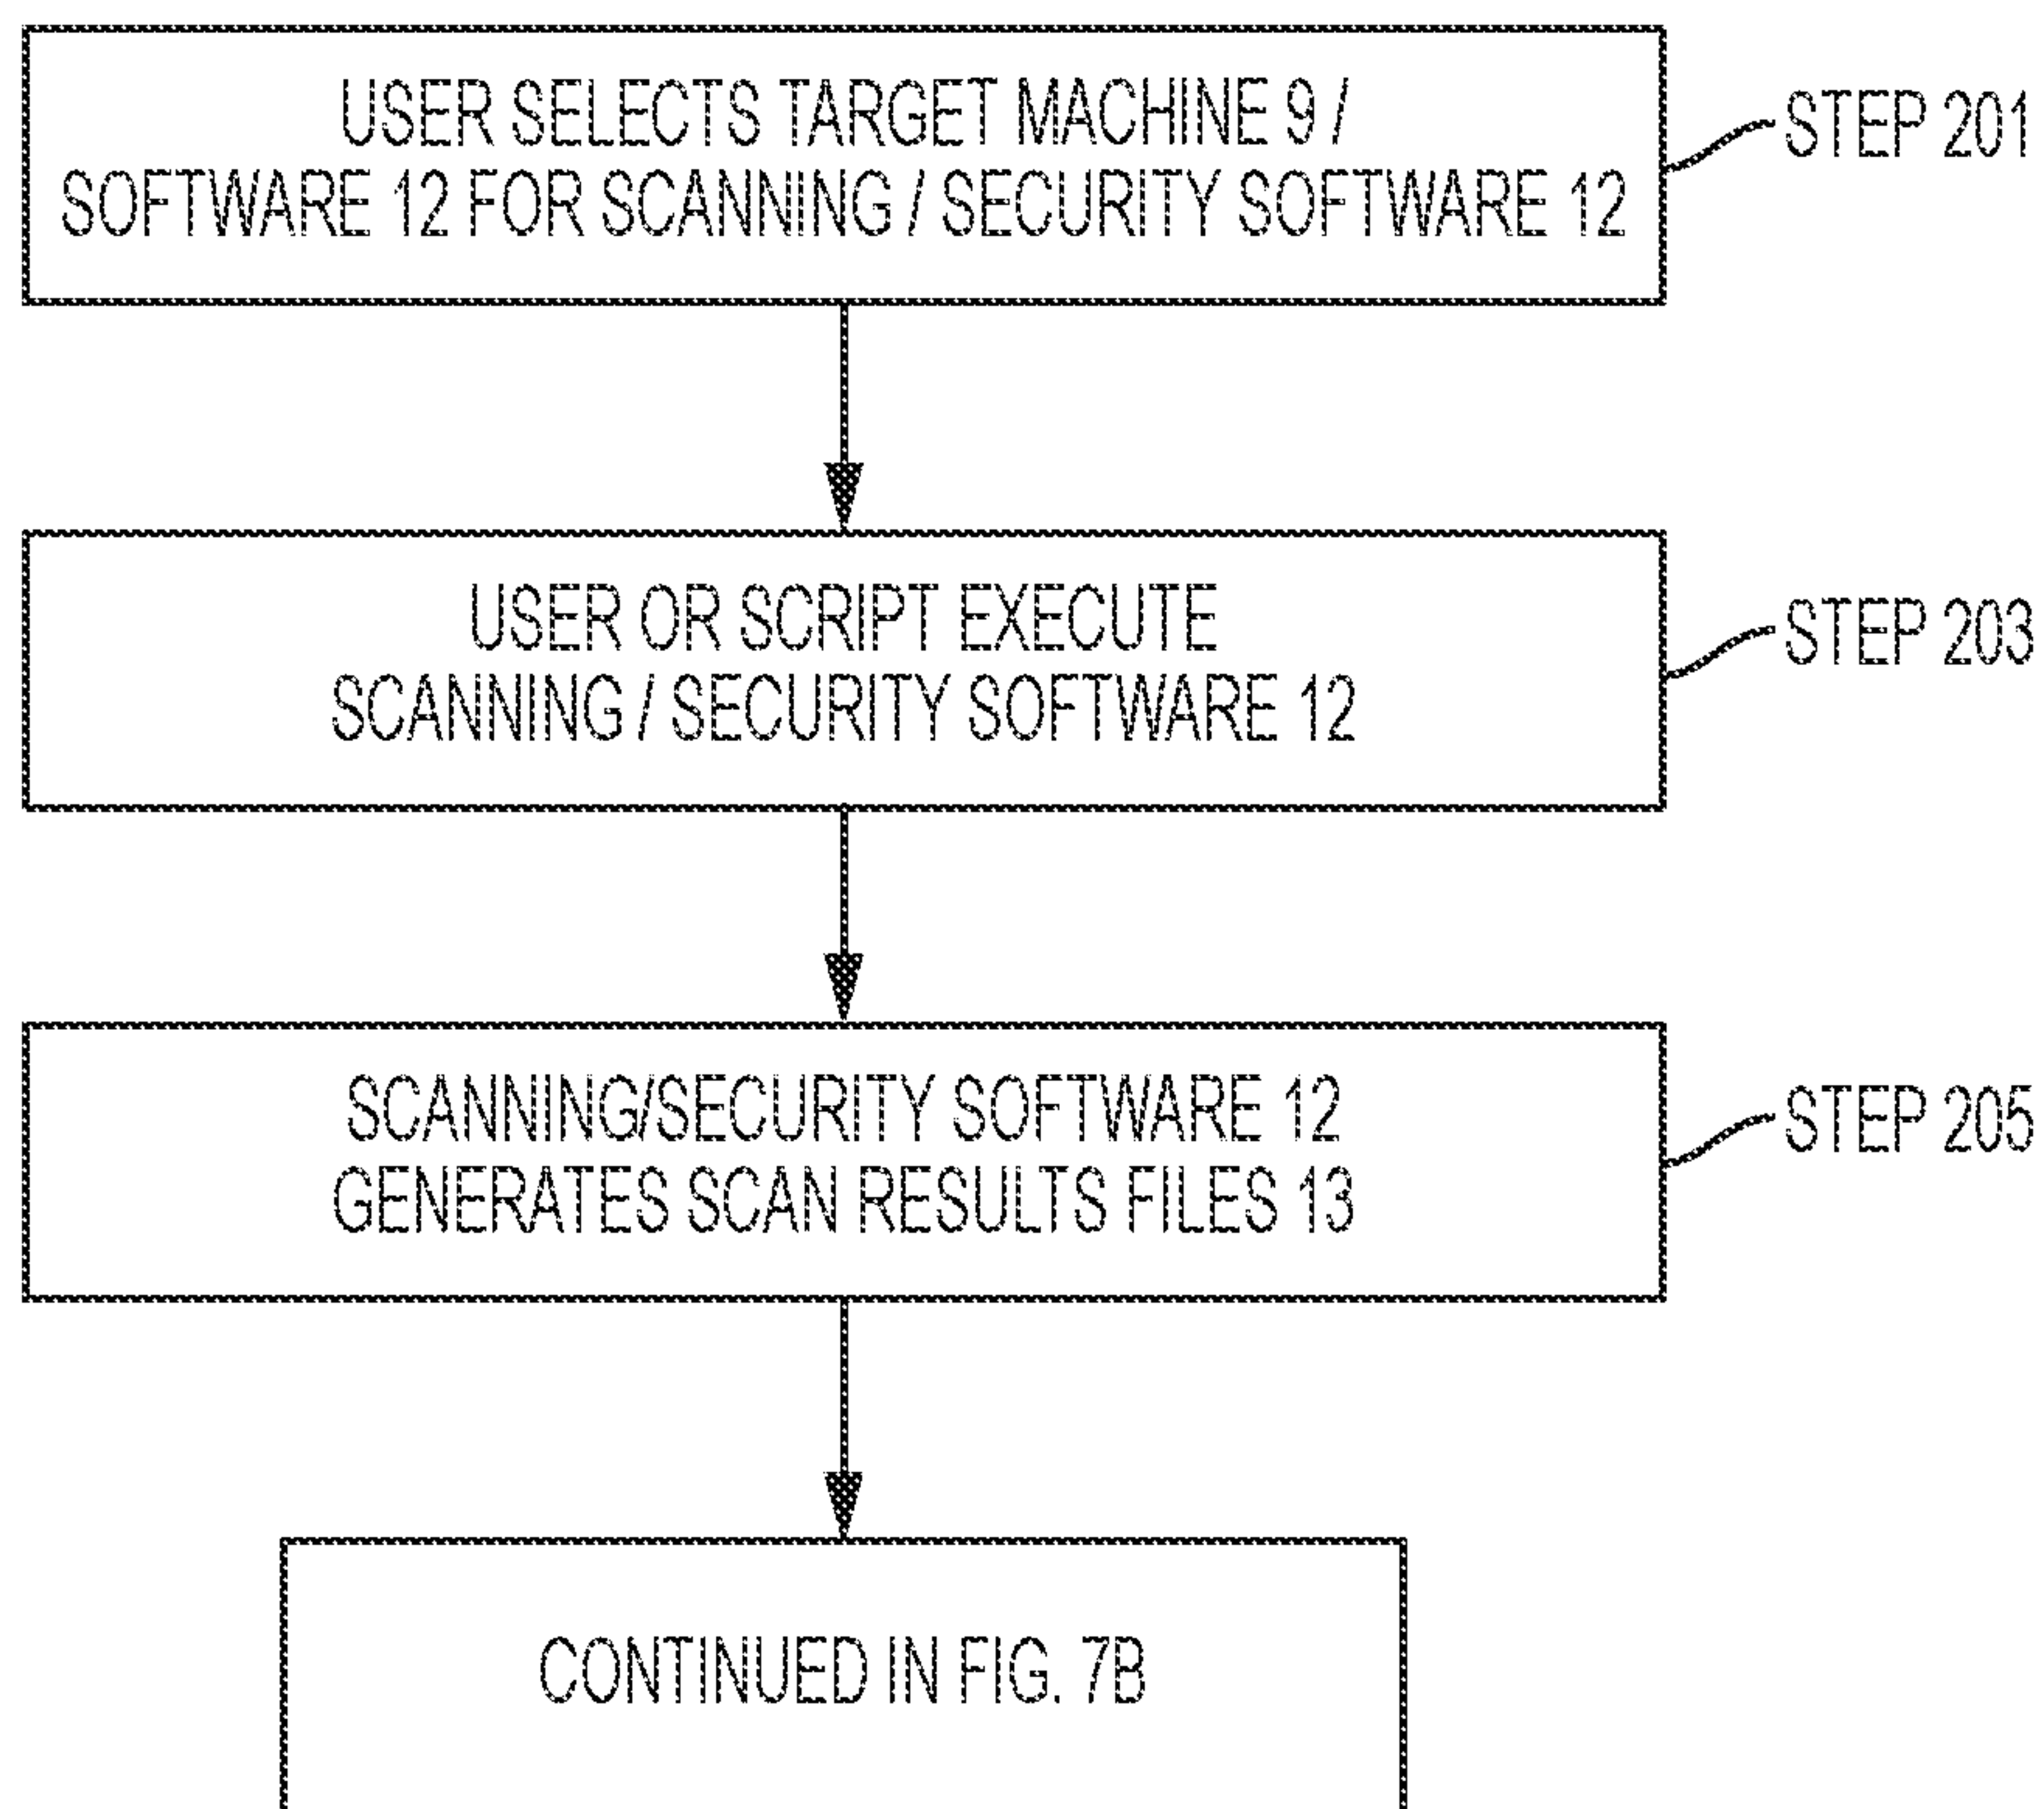 USER SELECTS TARGET MACHINE 9 /
SOFTWARE 12 FOR SCANNING / SECURITY SOFTWARE 12
STEP 201
USER OR SCRIPT EXECUTE
SCANNING / SECURITY SOFTWARE 12
STEP 203
SCANNING/SECURITY SOFTWARE 12
GENERATES SCAN RESULTS FILES 13
STEP 205
CONTINUED IN FIG. 7B